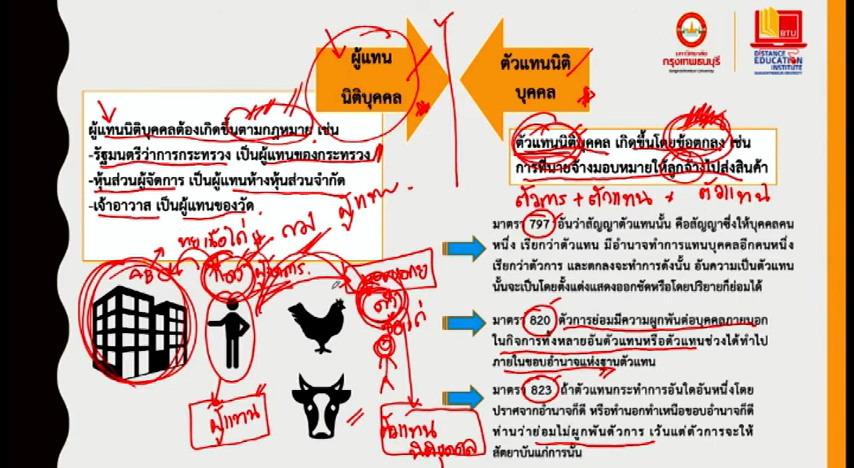 ผู้แทน
นิติบุคคล
ตัวแทนนิติ
บุคคล
มหาวิทยาลัย
กรุงเทพธนบุรี
BTU
DISTANCE
EDUCATION
INSTITUTE
ผู้แทนนิติบุคคลต้องเกิดขึ้นตามกฎหมาย เช่น
-รัฐมนตรีว่าการกระทรวง เป็นผู้แทนของกระทรวง
-หุ้นส่วนผู้จัดการ เป็นผู้แทนห้างหุ้นส่วนจำกัด
-เจ้าอาวาส เป็นผู้แทนของวัด
ตัวแทนนิติบุคคล เกิดขึ้นโดยข้อตกลง เช่น
การที่นายจ้างมอบหมายให้ลูกจ้างไปส่งสินค้า
ตัวการ + ตัวแทน = ตัวแทน
มาตรา 797 อันว่าสัญญาตัวแทนนั้น คือสัญญาซึ่งให้บุคคลคน
หนึ่ง เรียกว่าตัวแทน มีอำนาจทำการแทนบุคคลอีกคนหนึ่ง
เรียกว่าตัวการ และตกลงจะทำการดังนั้น อันความเป็นตัวแทน
นั้นจะเป็นโดยตั้งแต่งแสดงออกชัดหรือโดยปริยายก็ย่อมได้
มาตรา 820 ตัวการย่อมมีความผูกพันต่อบุคคลภายนอก
ในกิจการทั้งหลายอันตัวแทนหรือตัวแทนช่วงได้ทำไป
ภายในขอบอำนาจแห่งฐานตัวแทน
มาตรา 823 ถ้าตัวแทนกระทำการอันใดอันหนึ่งโดย
ปราศจากอำนาจก็ดี หรือทำนอกทำเหนือขอบอำนาจก็ดี
ท่านว่าย่อมไม่ผูกพันตัวการ เว้นแต่ตัวการจะให้
สัตยาบันแก่การนั้น
ผู้แทน
ABC
ผู้จัดการ
ผู้แทน
ตัวแทน
นิติบุคคล